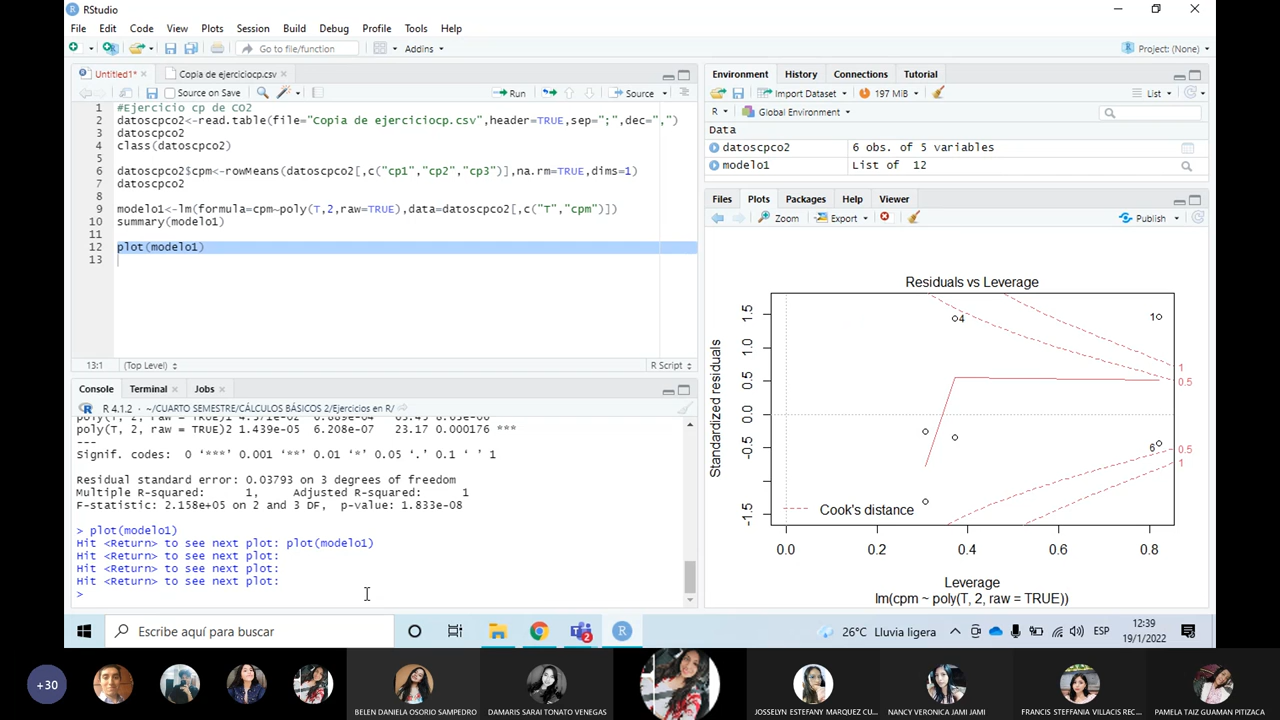 RStudio
File Edit Code View Plots Session Build Debug Profile Tools Help
Go to file/function Addins Project: (None)
Untitled1* Copia de ejerciciocp.csv
Source on Save Run Source
1 #Ejercicio cp de CO2
2 datoscpco2<-read.table(file="Copia de ejerciciocp.csv",header=TRUE,sep=";",dec=",")
3 datoscpco2
4 class(datoscpco2)
5
6 datoscpco2$cpm<-rowMeans(datoscpco2[,c("cp1","cp2","cp3")],na.rm=TRUE,dims=1)
7 datoscpco2
8
9 modelo1<-lm(formula=cpm~poly(T,2,raw=TRUE),data=datoscpco2[,c("T","cpm")])
10 summary(modelo1)
11
12 plot(modelo1)
13
13:1 (Top Level) R Script
Console Terminal Jobs
R 4.1.2 · ~/CUARTO SEMESTRE/CÁLCULOS BÁSICOS 2/Ejercicios en R/
poly(T, 2, raw = TRUE)2 1.439e-05 6.208e-07 23.17 0.000176 ***
---
Signif. codes: 0 ‘***’ 0.001 ‘**’ 0.01 ‘*’ 0.05 ‘.’ 0.1 ‘ ’ 1
Residual standard error: 0.03793 on 3 degrees of freedom
Multiple R-squared: 1, Adjusted R-squared: 1
F-statistic: 2.158e+05 on 2 and 3 DF, p-value: 1.833e-08
> plot(modelo1)
Hit <Return> to see next plot: plot(modelo1)
Hit <Return> to see next plot:
Hit <Return> to see next plot:
Hit <Return> to see next plot:
>
Environment History Connections Tutorial
Import Dataset 197 MiB List
R Global Environment
Data
datoscpco2 6 obs. of 5 variables
modelo1 List of 12
Files Plots Packages Help Viewer
Zoom Export Publish
Residuals vs Leverage
Standardized residuals
1.5
1.0
0.5
0.0
-0.5
-1.5
4
1
6
1
0.5
0.5
1
Cook's distance
0.0 0.2 0.4 0.6 0.8
Leverage
lm(cpm ~ poly(T, 2, raw = TRUE))
Escribe aquí para buscar
2
26°C Lluvia ligera
ESP
12:39
19/1/2022
+30
BELEN DANIELA OSORIO SAMPEDRO
DAMARIS SARAI TONATO VENEGAS
JOSSELYN ESTEFANY MARQUEZ CU...
NANCY VERONICA JAMI JAMI
FRANCIS STEFFANIA VILLACIS REC...
PAMELA TAIZ GUAMAN PITIZACA